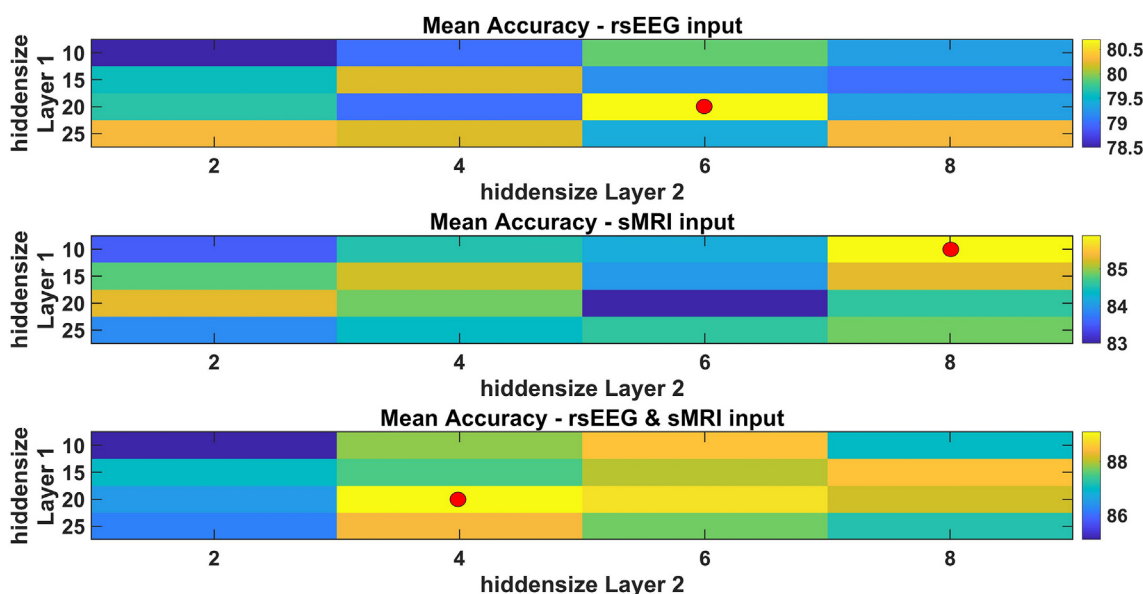 Mean Accuracy - rsEEG input
hiddensize
Layer 1
10
15
20
25
2
4
6
8
hiddensize Layer 2
80.5
80
79.5
79
78.5
Mean Accuracy - sMRI input
hiddensize
Layer 1
10
15
20
25
2
4
6
8
hiddensize Layer 2
85
84
83
Mean Accuracy - rsEEG & sMRI input
hiddensize
Layer 1
10
15
20
25
2
4
6
8
hiddensize Layer 2
88
86